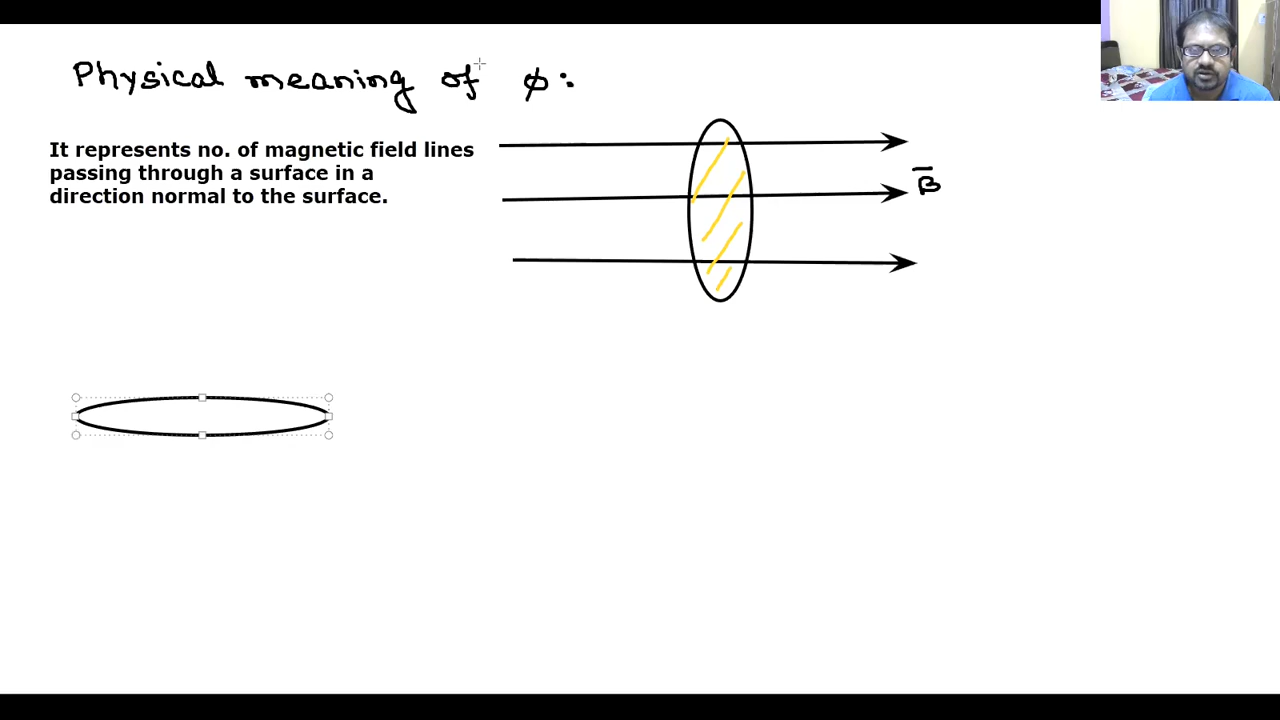 Physical meaning of φ:
It represents no. of magnetic field lines
passing through a surface in a
direction normal to the surface.
B̅